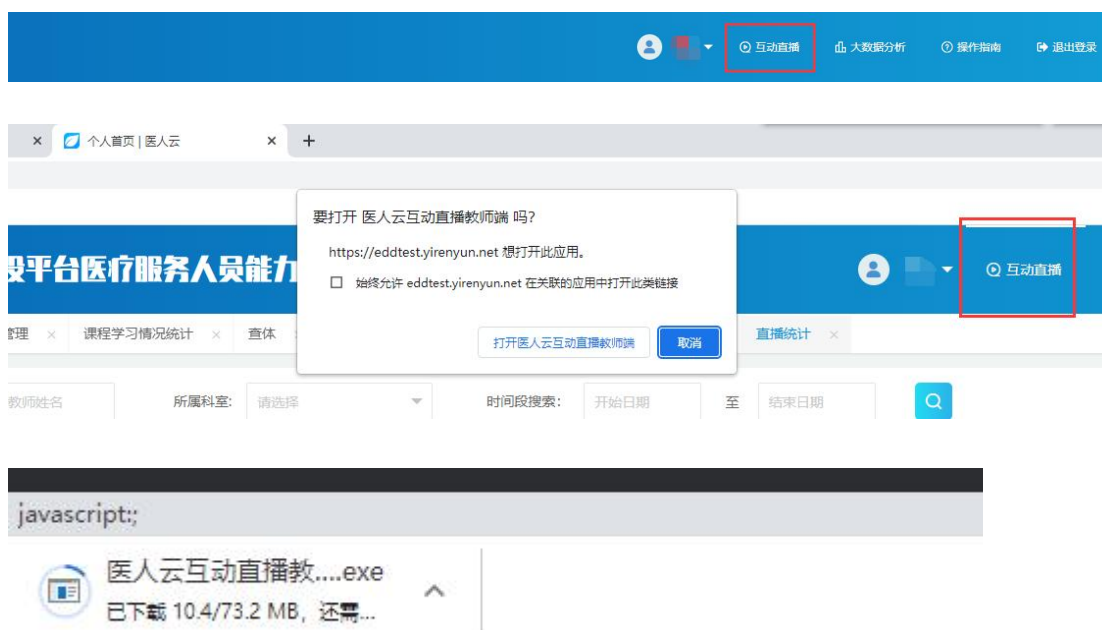 互动直播 大数据分析 操作指南 退出登录
个人首页 | 医人云
要打开 医人云互动直播教师端 吗?
https://eddtest.yirenyun.net 想打开此应用。
始终允许 eddtest.yirenyun.net 在关联的应用中打开此类链接
设平台医疗服务人员能力
互动直播
管理 课程学习情况统计 查体 直播统计
打开医人云互动直播教师端 取消
教师姓名 所属科室: 请选择 时间段搜索: 开始日期 至 结束日期
javascript:;
医人云互动直播教....exe
已下载 10.4/73.2 MB, 还需...